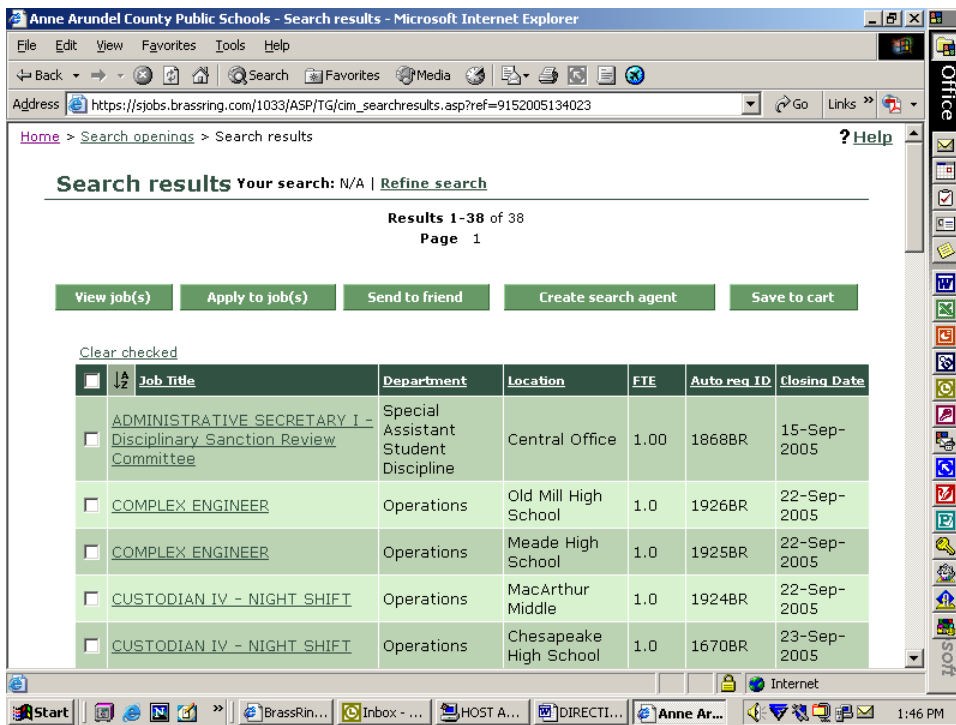 Anne Arundel County Public Schools - Search results - Microsoft Internet Explorer
File Edit View Favorites Tools Help
Back Search Favorites Media
Address https://sjobs.brassring.com/1033/ASP/TG/cim_searchresults.asp?ref=9152005134023 Go Links »
Home > Search openings > Search results ? Help
Search results Your search: N/A | Refine search
Results 1-38 of 38
Page 1
View job(s) Apply to job(s) Send to friend Create search agent Save to cart
Clear checked
Job Title Department Location FTE Auto req ID Closing Date
ADMINISTRATIVE SECRETARY I -
Disciplinary Sanction Review
Committee
Special
Assistant
Student
Discipline
Central Office
1.00
1868BR
15-Sep-
2005
COMPLEX ENGINEER
Operations
Old Mill High
School
1.0
1926BR
22-Sep-
2005
COMPLEX ENGINEER
Operations
Meade High
School
1.0
1925BR
22-Sep-
2005
CUSTODIAN IV - NIGHT SHIFT
Operations
MacArthur
Middle
1.0
1924BR
22-Sep-
2005
CUSTODIAN IV - NIGHT SHIFT
Operations
Chesapeake
High School
1.0
1670BR
23-Sep-
2005
Internet
Start » BrassRin... Inbox - ... HOST A... DIRECTI... Anne Ar... 1:46 PM
Office